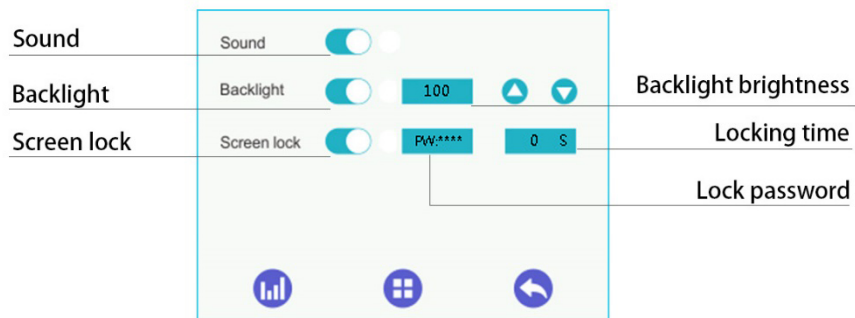 Sound
Sound
Backlight
Backlight
100
Backlight brightness
Screen lock
Screen lock
PW:****
0 S
Locking time
Lock password